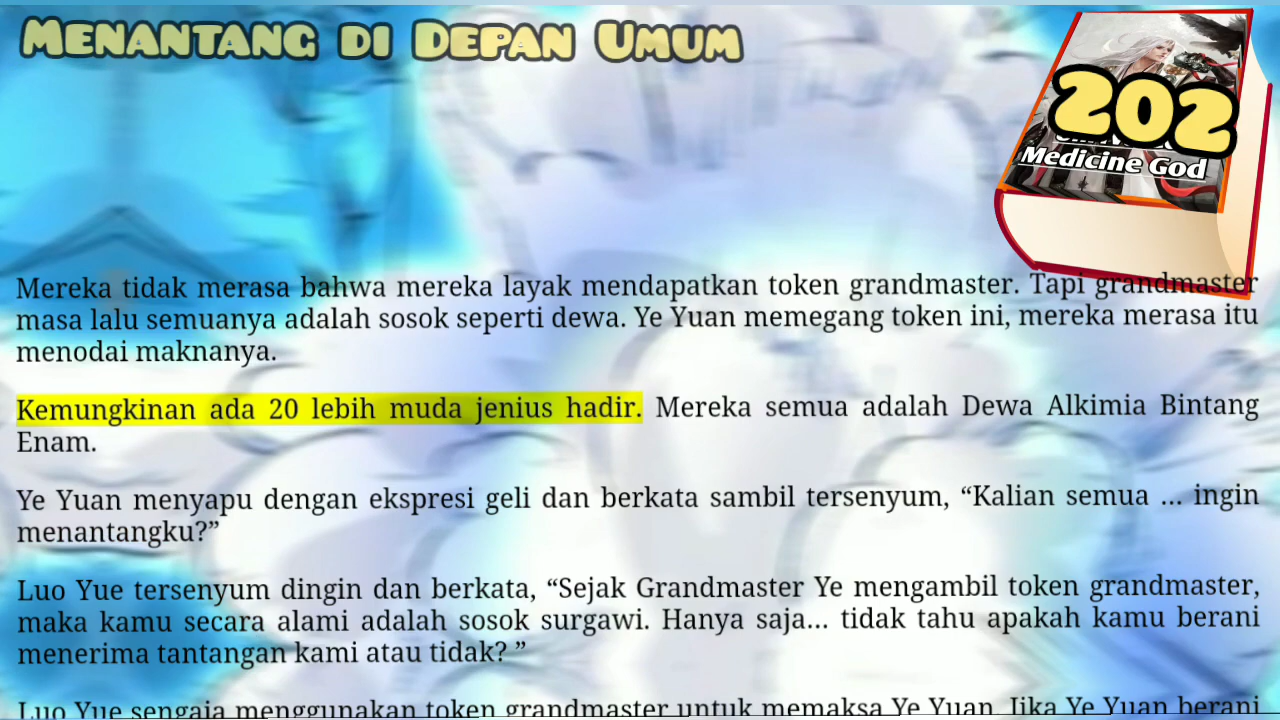 Menantang di Depan Umum
202
Medicine God
Mereka tidak merasa bahwa mereka layak mendapatkan token grandmaster. Tapi grandmaster
masa lalu semuanya adalah sosok seperti dewa. Ye Yuan memegang token ini, mereka merasa itu
menodai maknanya.
Kemungkinan ada 20 lebih muda jenius hadir. Mereka semua adalah Dewa Alkimia Bintang
Enam.
Ye Yuan menyapu dengan ekspresi geli dan berkata sambil tersenyum, “Kalian semua … ingin
menantangku?”
Luo Yue tersenyum dingin dan berkata, “Sejak Grandmaster Ye mengambil token grandmaster,
maka kamu secara alami adalah sosok surgawi. Hanya saja… tidak tahu apakah kamu berani
menerima tantangan kami atau tidak? ”
Luo Yue sengaja menggunakan token grandmaster untuk memaksa Ye Yuan. Jika Ye Yuan berani